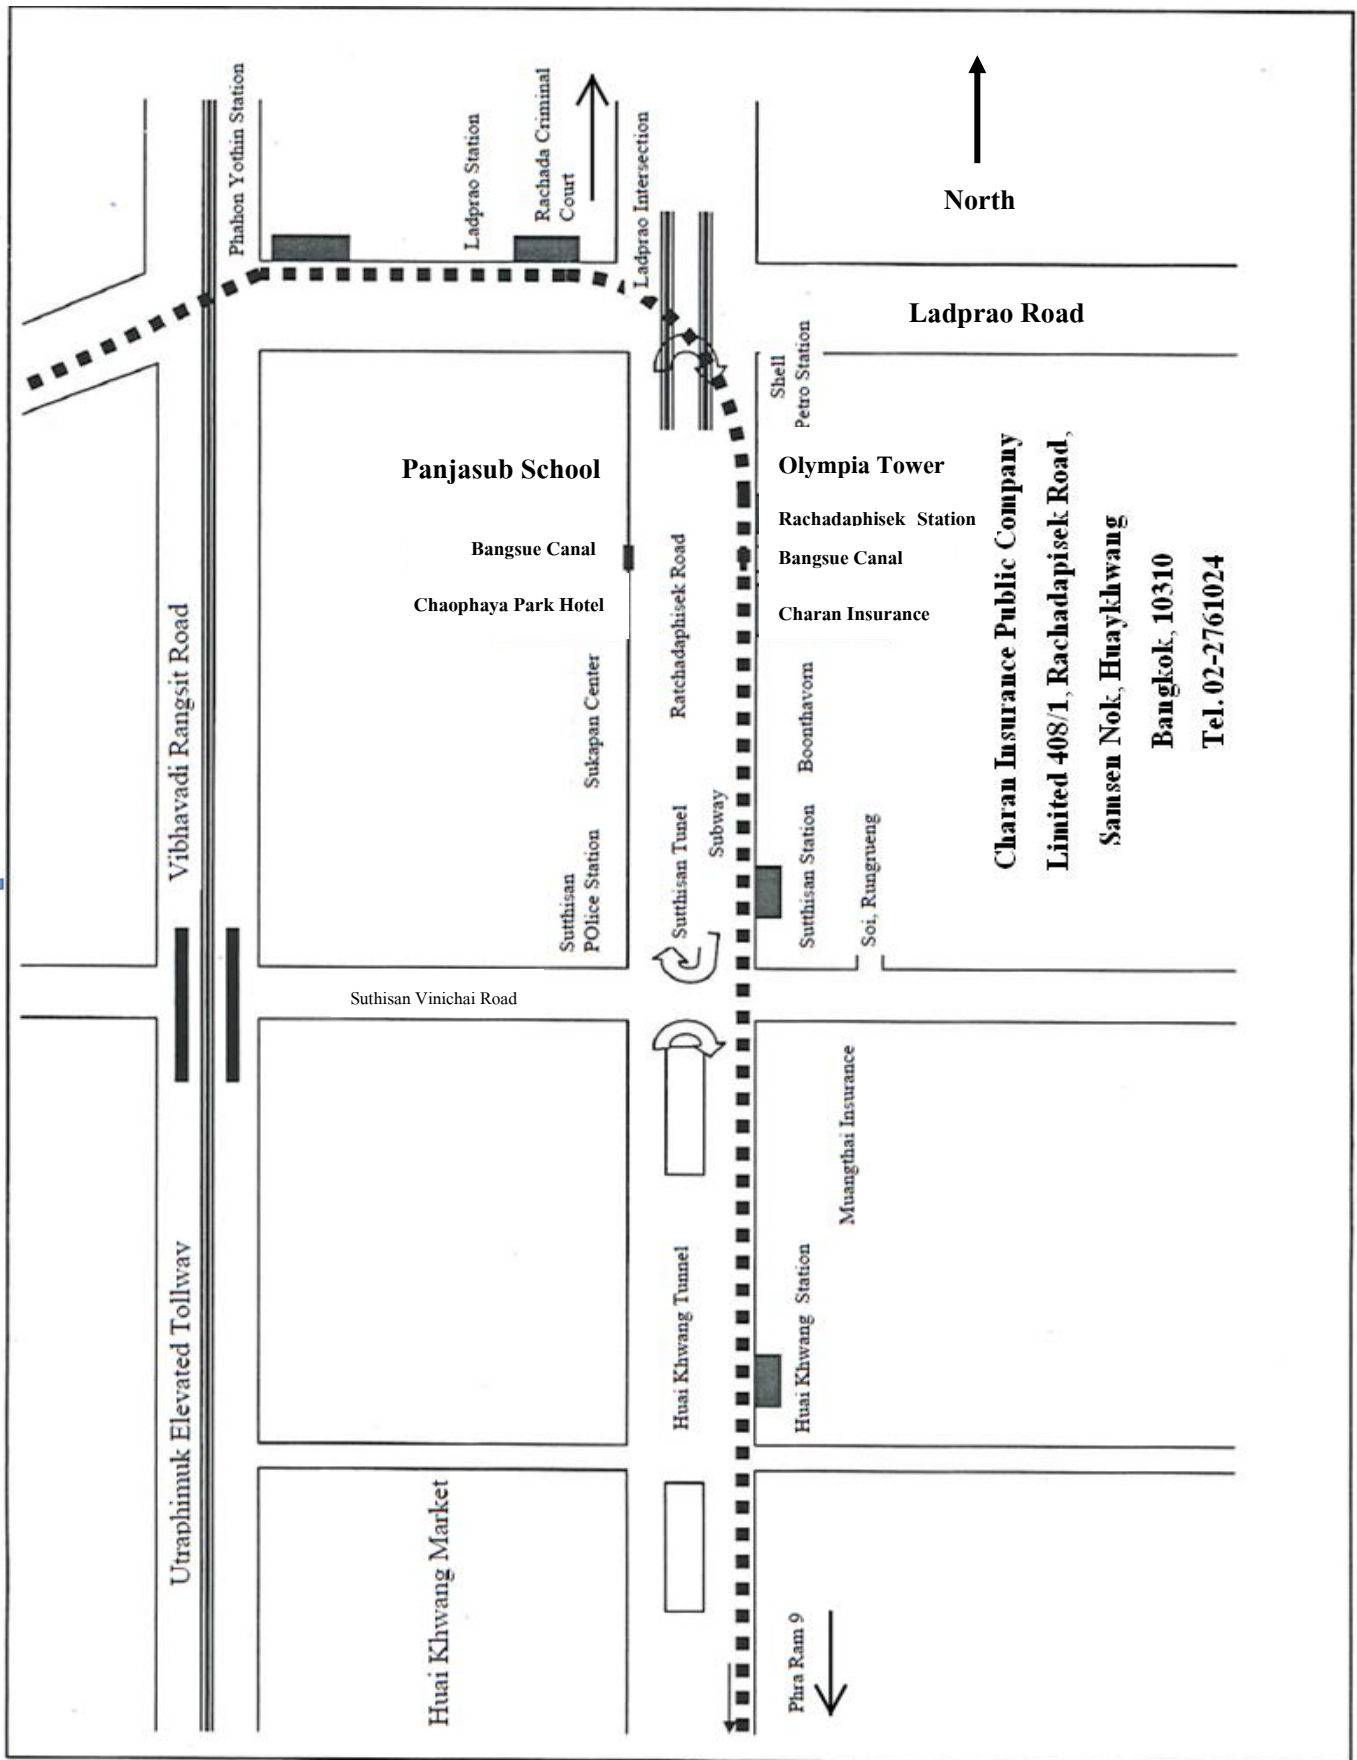 Phahon Yothin Station
Ladprao Station
Rachada Criminal
Court
Ladprao Intersection
North
Ladprao Road
Shell
Petro Station
Panjasub School
Olympia Tower
Rachadaphisek Station
Bangsue Canal
Bangsue Canal
Chaophaya Park Hotel
Charan Insurance
Ratchadaphisek Road
Vibhavadi Rangsit Road
Sukapan Center
Boonthavorn
Sutthisan
POlice Station
Sutthisan Tunel
Subway
Sutthisan Station
Soi, Rungrueng
Charan Insurance Public Company
Limited 408/1, Rachadapisek Road,
Samsen Nok, Huaykhwang
Bangkok, 10310
Tel. 02-2761024
Suthisan Vinichai Road
Muangthai Insurance
Utraphimuk Elevated Tollway
Huai Khwang Tunnel
Huai Khwang Station
Huai Khwang Market
Phra Ram 9